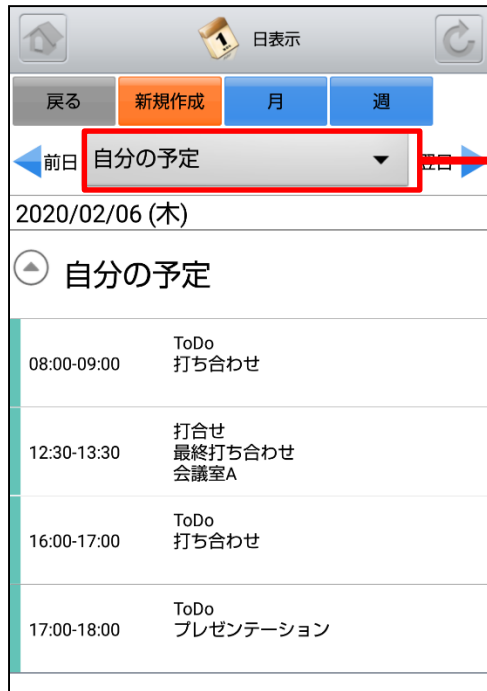 日表示
戻る 新規作成 月 週
前日 自分の予定 翌日
2020/02/06 (木)
自分の予定
ToDo
08:00-09:00 打ち合わせ
打合せ
12:30-13:30 最終打ち合わせ
会議室A
ToDo
16:00-17:00 打ち合わせ
ToDo
17:00-18:00 プレゼンテーション